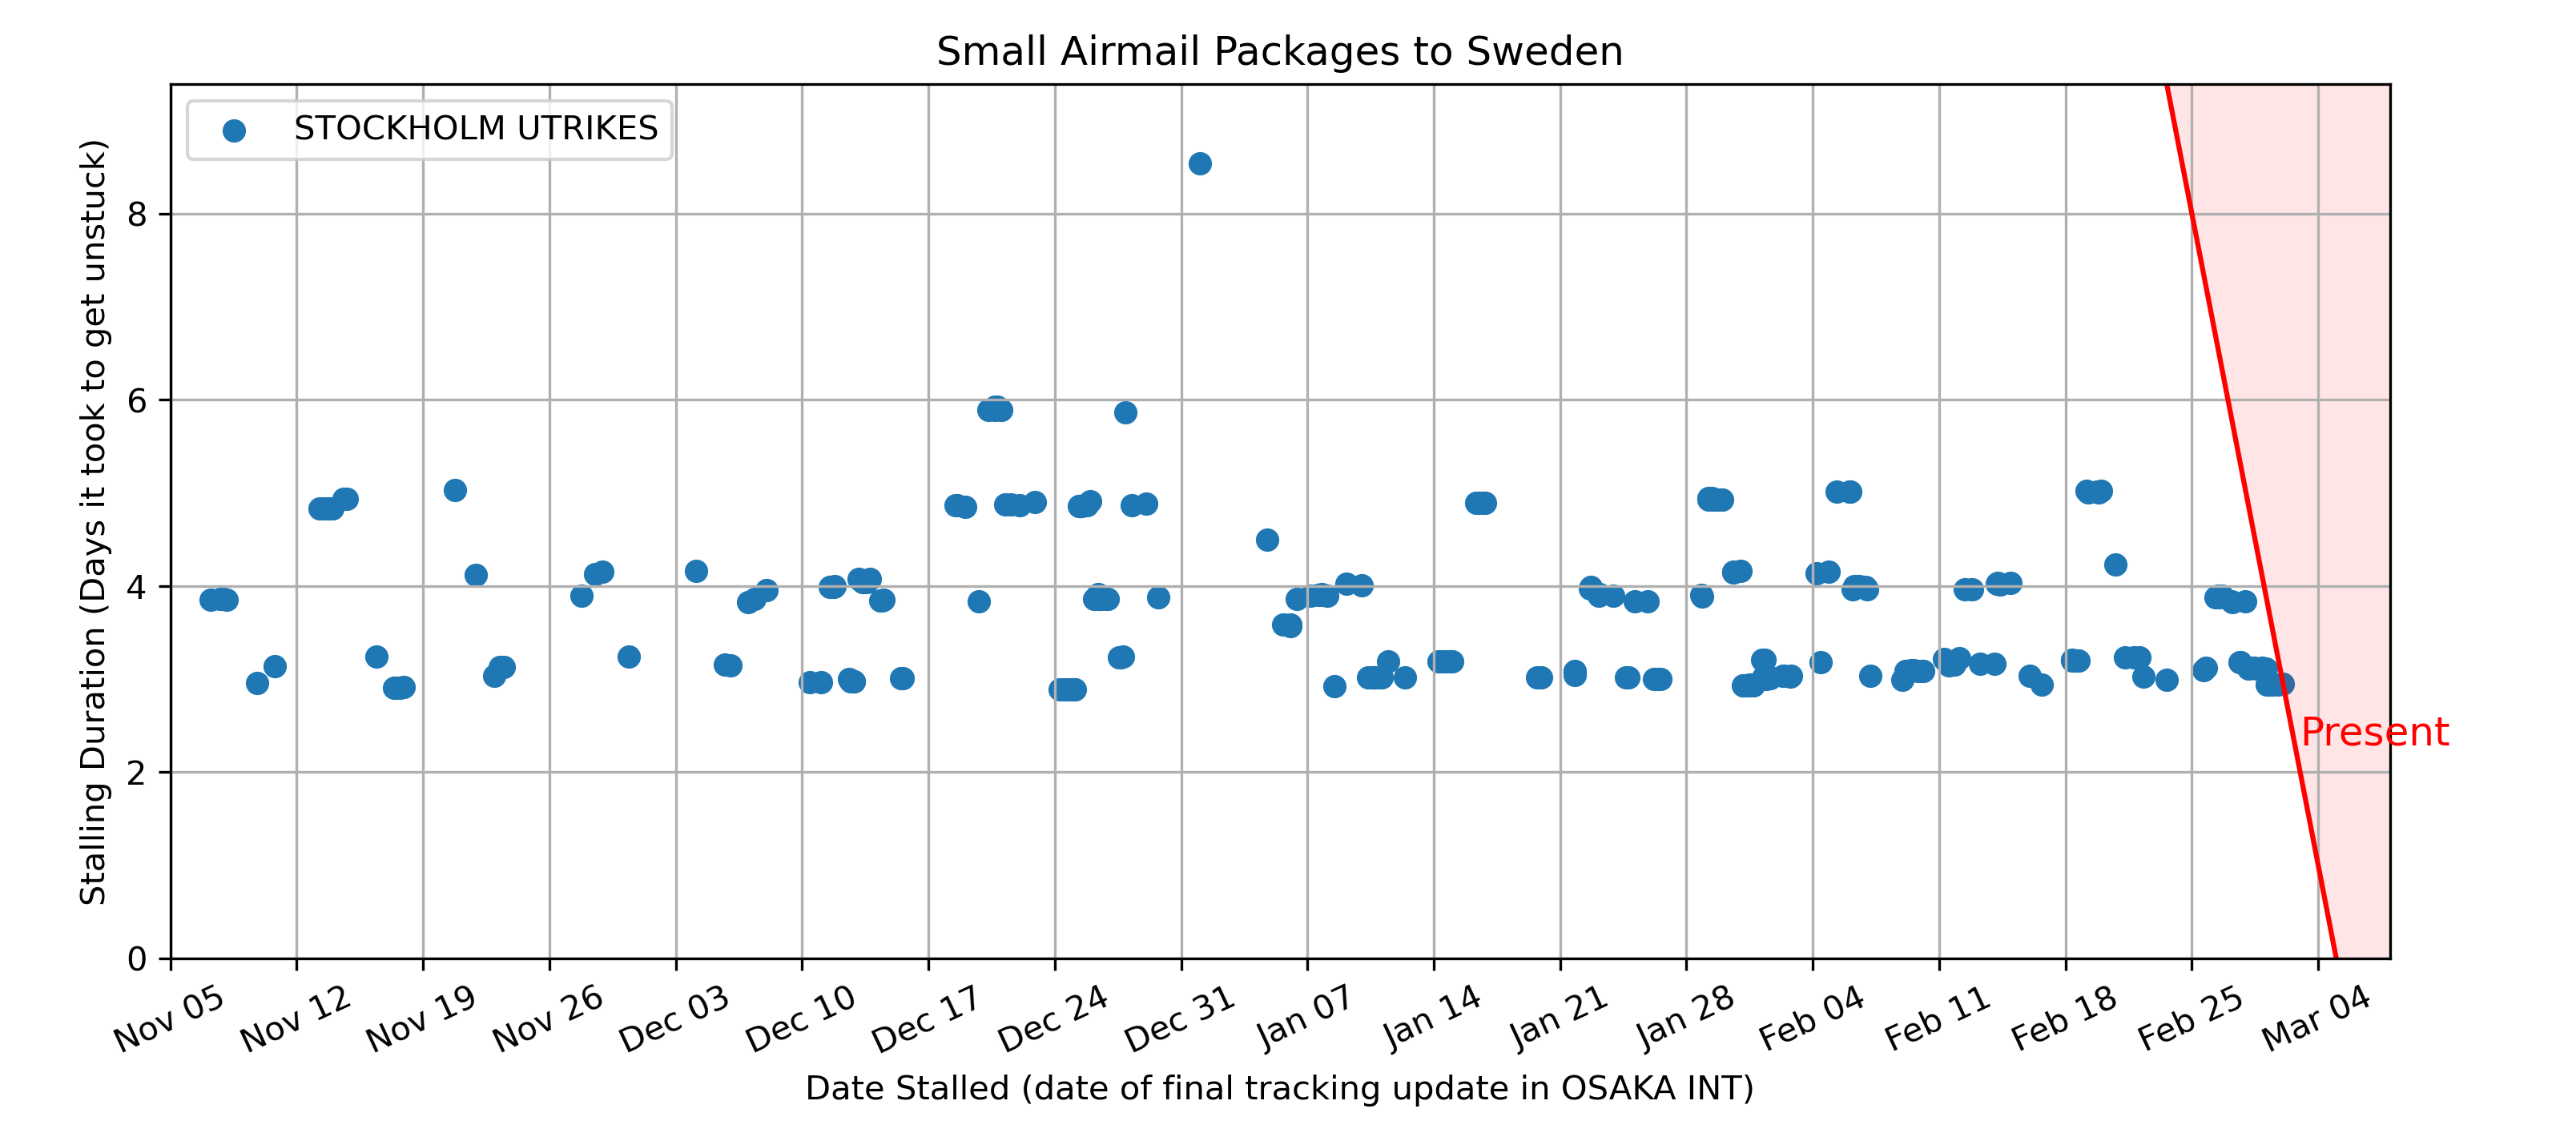 Small Airmail Packages to Sweden
STOCKHOLM UTRIKES
Stalling Duration (Days it took to get unstuck)
8
6
4
2
0
Present
Nov 05
Nov 12
Nov 19
Nov 26
Dec 03
Dec 10
Dec 17
Dec 24
Dec 31
Jan 07
Jan 14
Jan 21
Jan 28
Feb 04
Feb 11
Feb 18
Feb 25
Mar 04
Date Stalled (date of final tracking update in OSAKA INT)